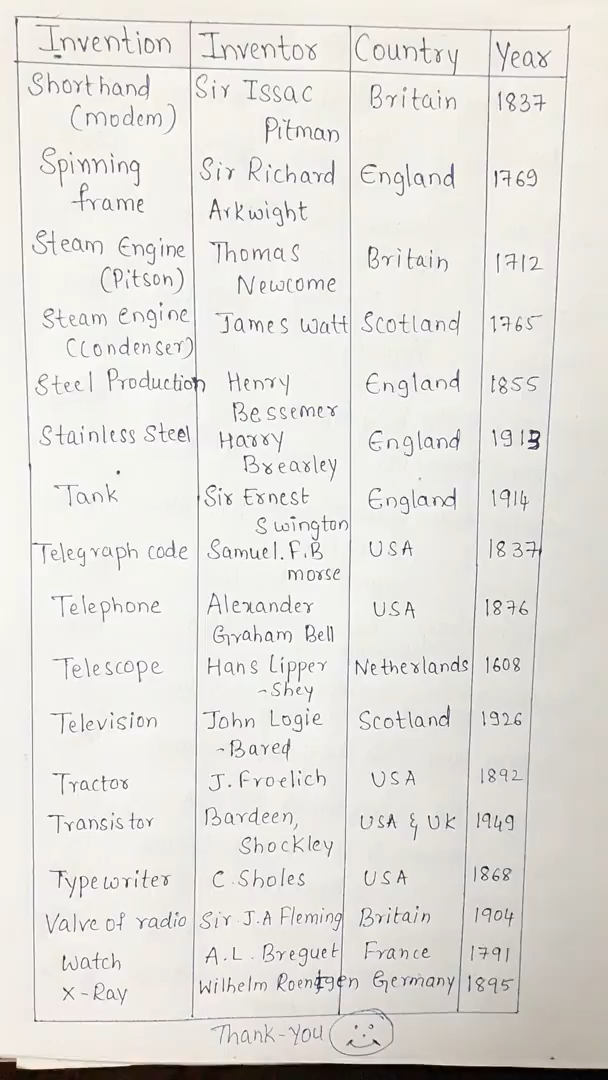 Invention Inventor Country Year
Shorthand Sir Issac Britain 1837
(modem) Pitman
Spinning Sir Richard England 1769
frame Arkwight
Steam Engine Thomas Britain 1712
(Pitson) Newcome
Steam engine James Watt Scotland 1765
(Condenser)
Steel Production Henry England 1855
Bessemer
Stainless Steel Harry England 1913
Brearley
Tank Sir Ernest England 1914
Swington
Telegraph code Samuel.F.B USA 1837
morse
Telephone Alexander USA 1876
Graham Bell
Telescope Hans Lipper Netherlands 1608
-Shey
Television John Logie Scotland 1926
-Bared
Tractor J. Froelich USA 1892
Transistor Bardeen, USA & UK 1949
Shockley
Typewriter C. Sholes USA 1868
Valve of radio Sir J.A Fleming Britain 1904
Watch A.L. Breguet France 1791
X-Ray Wilhelm Roentgen Germany 1895
Thank-You